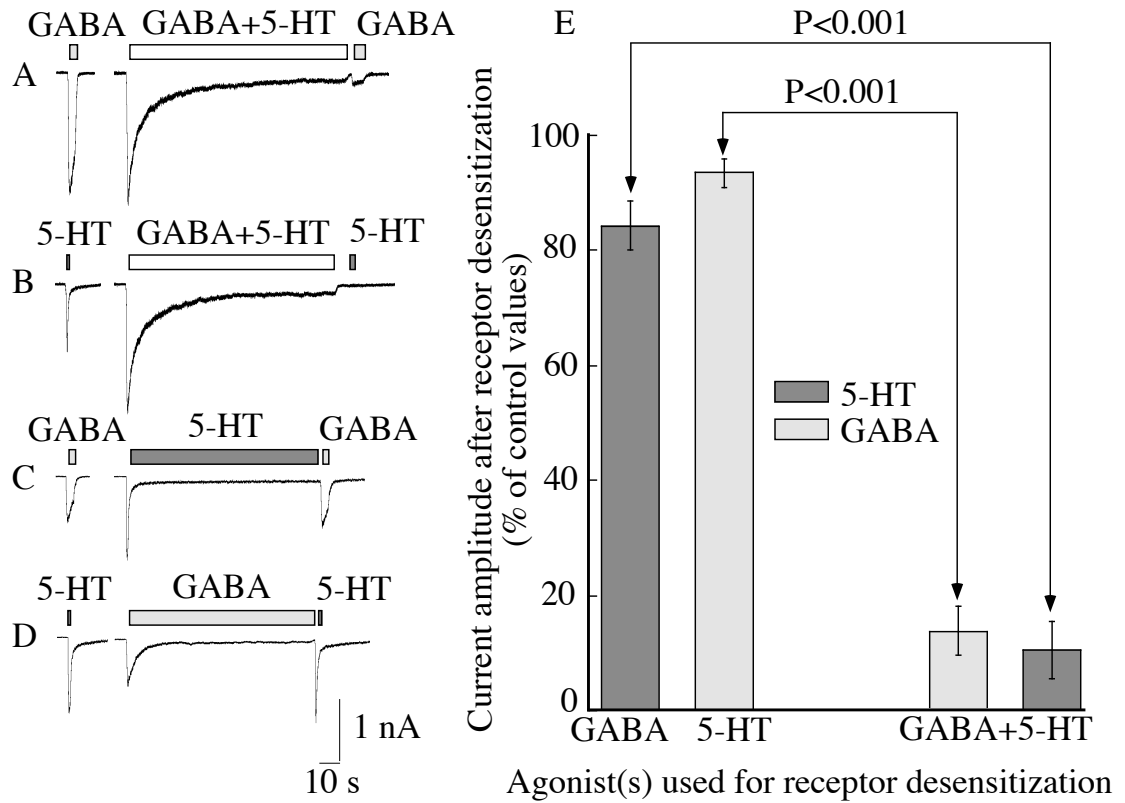 GABA GABA+5-HT GABA
A
5-HT GABA+5-HT 5-HT
B
GABA 5-HT GABA
C
5-HT GABA 5-HT
D
1 nA
10 s
E
P<0.001
P<0.001
Current amplitude after receptor desensitization
(% of control values)
100
80
60
40
20
0
5-HT
GABA
GABA 5-HT GABA+5-HT
Agonist(s) used for receptor desensitization